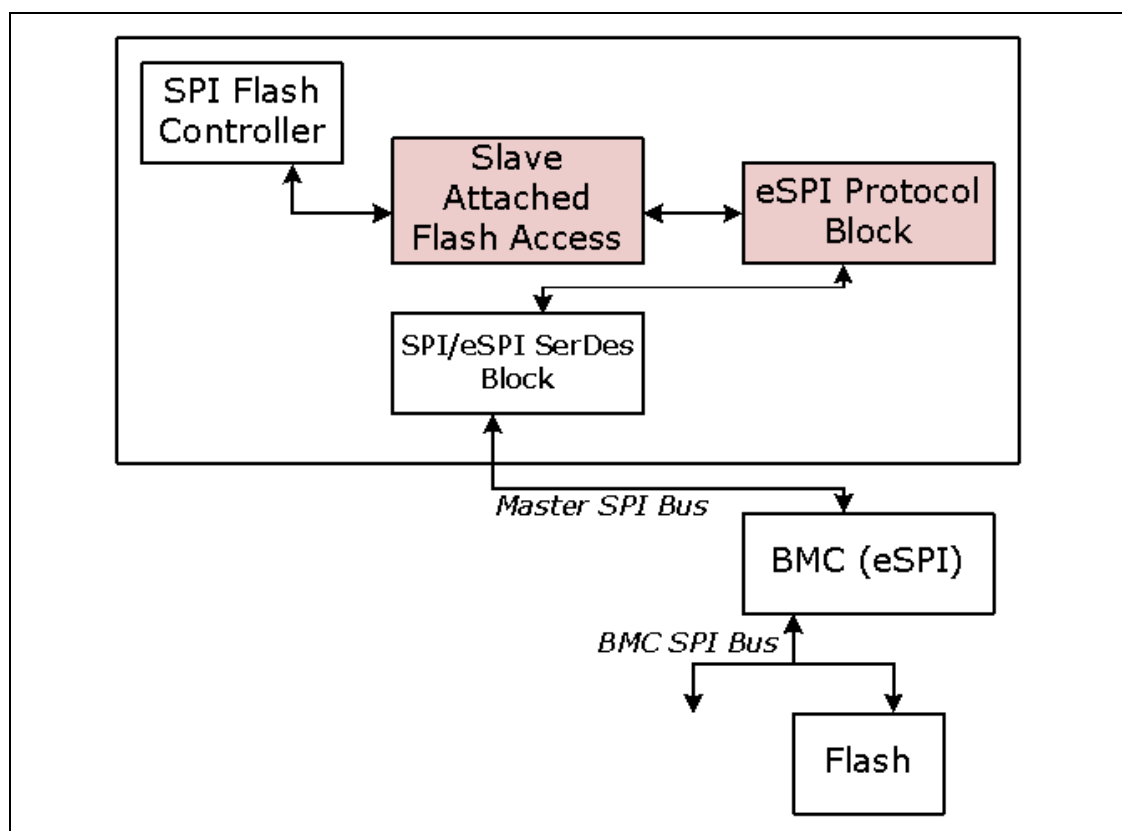 SPI Flash
Controller
Slave
Attached
Flash Access
eSPI Protocol
Block
SPI/eSPI SerDes
Block
Master SPI Bus
BMC (eSPI)
BMC SPI Bus
Flash